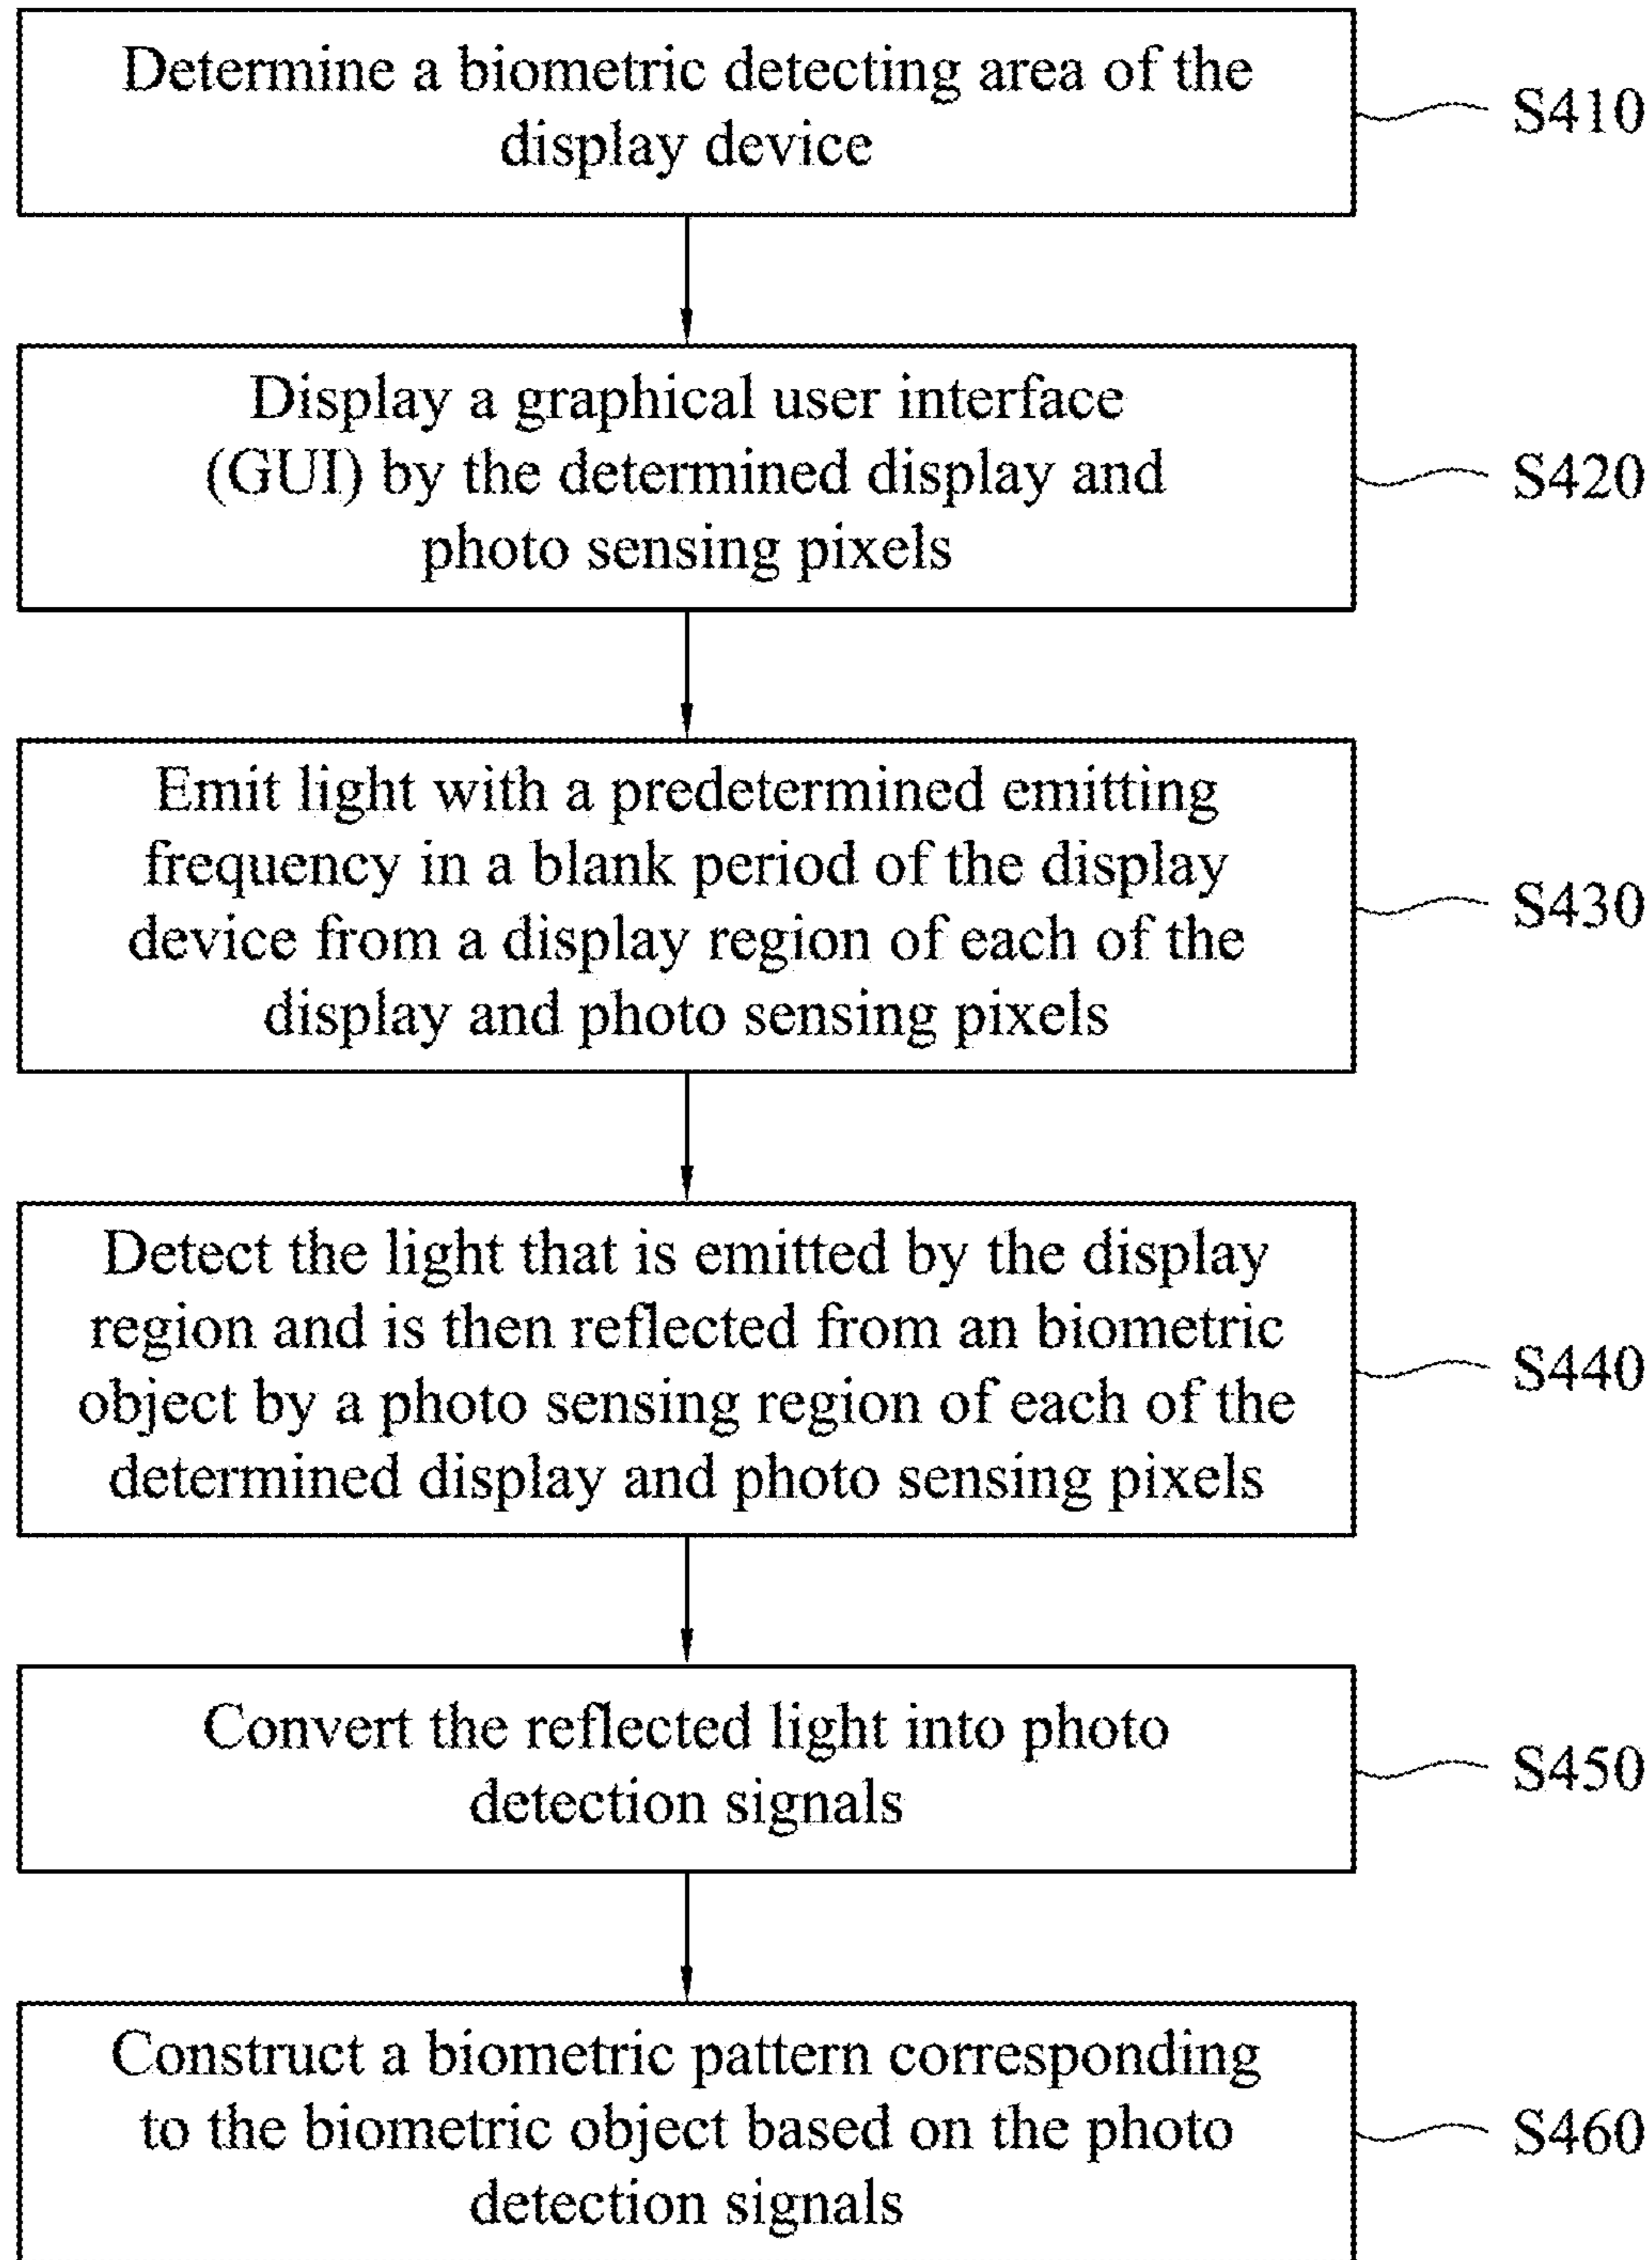 Determine a biometric detecting area of the
display device
S410
Display a graphical user interface
(GUI) by the determined display and
photo sensing pixels
S420
Emit light with a predetermined emitting
frequency in a blank period of the display
device from a display region of each of the
display and photo sensing pixels
S430
Detect the light that is emitted by the display
region and is then reflected from an biometric
object by a photo sensing region of each of the
determined display and photo sensing pixels
S440
Convert the reflected light into photo
detection signals
S450
Construct a biometric pattern corresponding
to the biometric object based on the photo
detection signals
S460